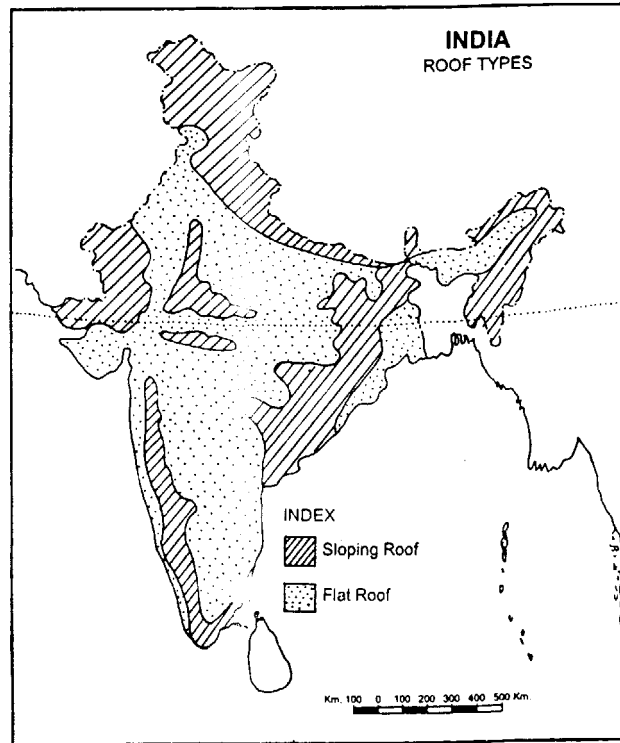 INDIA
ROOF TYPES
INDEX
Sloping Roof
Flat Roof
Km. 100 0 100 200 300 400 500 Km.